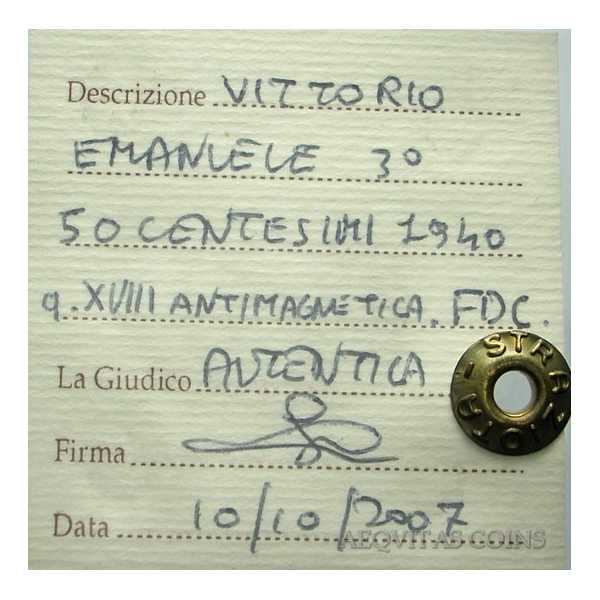 Descrizione VITTORIO
EMANUELE 3°
50 CENTESIMI 1940
a. XVIII ANTIMAGNETICA. FDC.
La Giudico AUTENTICA
Firma
Data 10/10/2007
AEQVITAS COINS
STRA